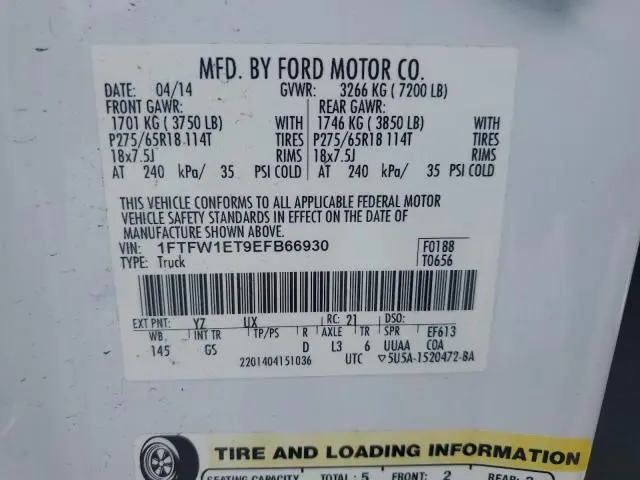 MFD. BY FORD MOTOR CO.
DATE: 04/14 GVWR: 3266 KG ( 7200 LB)
FRONT GAWR: REAR GAWR:
1701 KG ( 3750 LB) WITH 1746 KG ( 3850 LB) WITH
P275/65R18 114T TIRES P275/65R18 114T TIRES
18x7.5J RIMS 18x7.5J RIMS
AT 240 kPa/ 35 PSI COLD AT 240 kPa/ 35 PSI COLD
THIS VEHICLE CONFORMS TO ALL APPLICABLE FEDERAL MOTOR
VEHICLE SAFETY STANDARDS IN EFFECT ON THE DATE OF
MANUFACTURE SHOWN ABOVE.
VIN: 1FTFW1ET9EFB66930 F0188
TYPE: Truck T0656
EXT PNT: YZ UX RC: 21 DSO:
WB INT TR TP/PS R AXLE TR SPR EF613
145 GS D L3 6 UUAA COA
2201404151036 UTC ▽5U5A-1520472-BA
TIRE AND LOADING INFORMATION
SEATING CAPACITY TOTAL: 5 FRONT: 2 REAR: